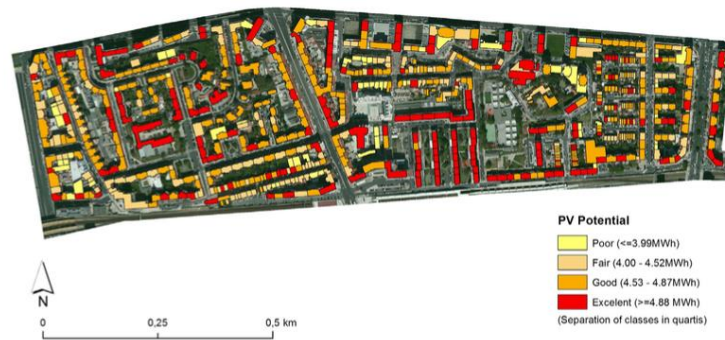 PV Potential
Poor (<=3.99MWh)
Fair (4.00 - 4.52MWh)
Good (4.53 - 4.87MWh)
Excelent (>=4.88 MWh)
(Separation of classes in quartis)
N
0
0,25
0,5 km